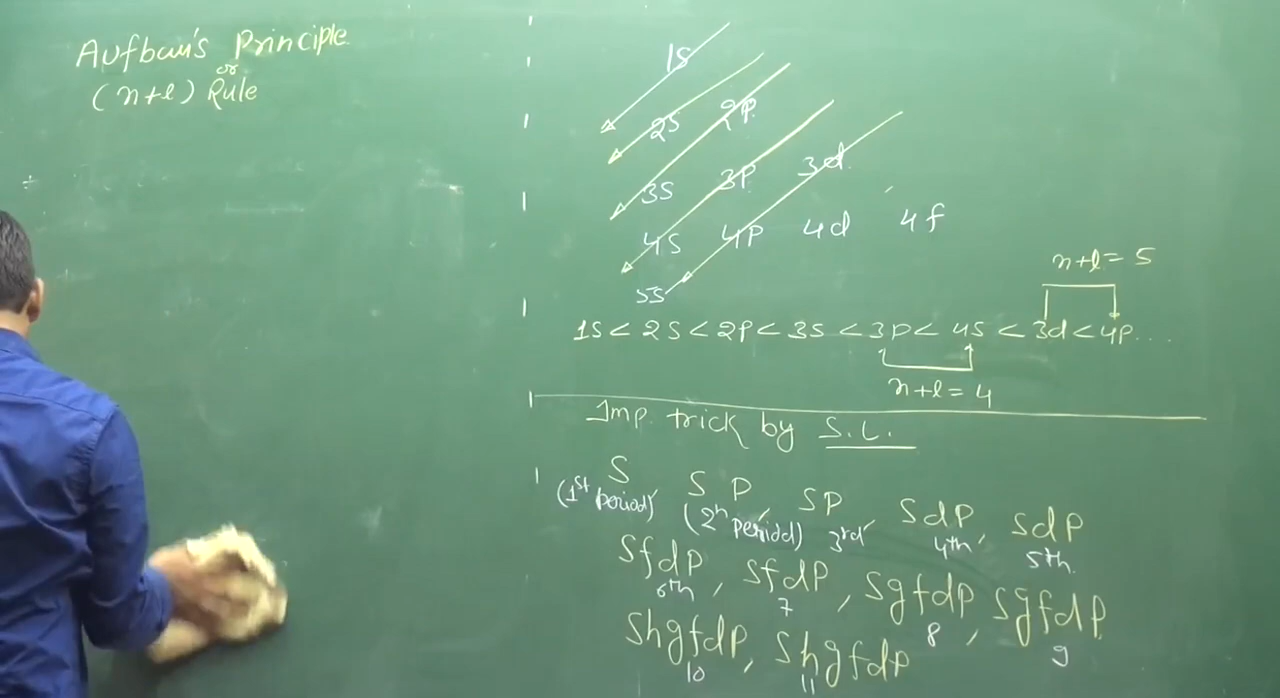 Aufbau's Principle
or
(n+l) Rule
1s
2s 2p
3s 3p 3d
4s 4p 4d 4f
5s
n+l = 5
1s < 2s < 2p < 3s < 3p < 4s < 3d < 4p....
n+l = 4
Imp. trick by S.L.
S, SP, SP, SdP, SdP
(1st period) (2n period) 3rd 4th 5th
Sfdp, sfdp, sgfdp, sgfdp
6th 7 8 9
Shgfdp, Shgfdp
10 11